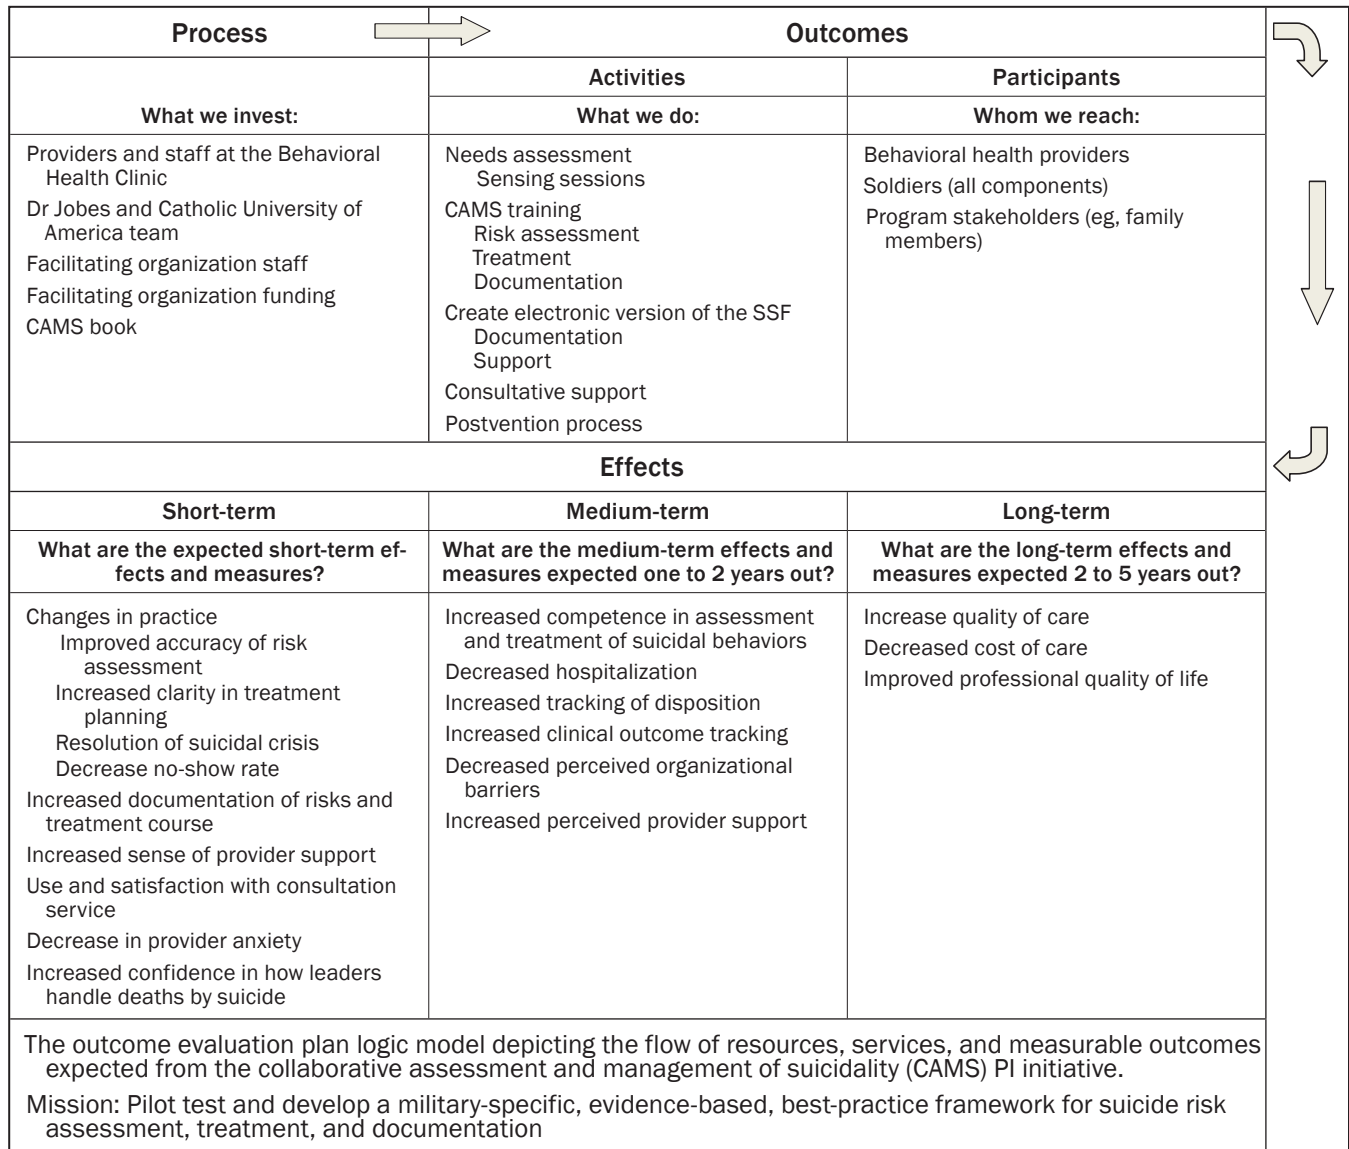 Process
Outcomes
Activities
Participants
What we invest:
What we do:
Whom we reach:
Providers and staff at the Behavioral
Health Clinic
Dr Jobes and Catholic University of
America team
Facilitating organization staff
Facilitating organization funding
CAMS book
Needs assessment
Sensing sessions
CAMS training
Risk assessment
Treatment
Documentation
Create electronic version of the SSF
Documentation
Support
Consultative support
Postvention process
Behavioral health providers
Soldiers (all components)
Program stakeholders (eg, family
members)
Effects
Short-term
Medium-term
Long-term
What are the expected short-term ef-
fects and measures?
What are the medium-term effects and
measures expected one to 2 years out?
What are the long-term effects and
measures expected 2 to 5 years out?
Changes in practice
Improved accuracy of risk
assessment
Increased clarity in treatment
planning
Resolution of suicidal crisis
Decrease no-show rate
Increased documentation of risks and
treatment course
Increased sense of provider support
Use and satisfaction with consultation
service
Decrease in provider anxiety
Increased confidence in how leaders
handle deaths by suicide
Increased competence in assessment
and treatment of suicidal behaviors
Decreased hospitalization
Increased tracking of disposition
Increased clinical outcome tracking
Decreased perceived organizational
barriers
Increased perceived provider support
Increase quality of care
Decreased cost of care
Improved professional quality of life
The outcome evaluation plan logic model depicting the flow of resources, services, and measurable outcomes
expected from the collaborative assessment and management of suicidality (CAMS) PI initiative.
Mission: Pilot test and develop a military-specific, evidence-based, best-practice framework for suicide risk
assessment, treatment, and documentation